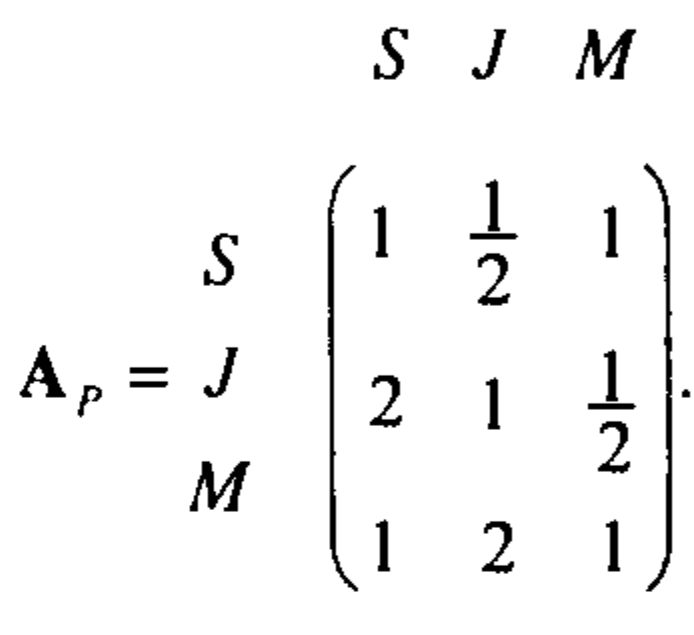 S J M
S 1 1/2 1
A_P = J 2 1 1/2 .
M 1 2 1